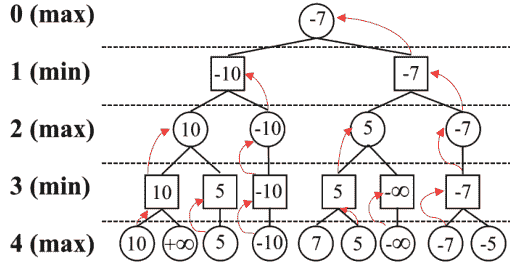 0 (max) -7
1 (min) -10 -7
2 (max) 10 -10 5 -7
3 (min) 10 5 -10 5 -∞ -7
4 (max) 10 +∞ 5 -10 7 5 -∞ -7 -5